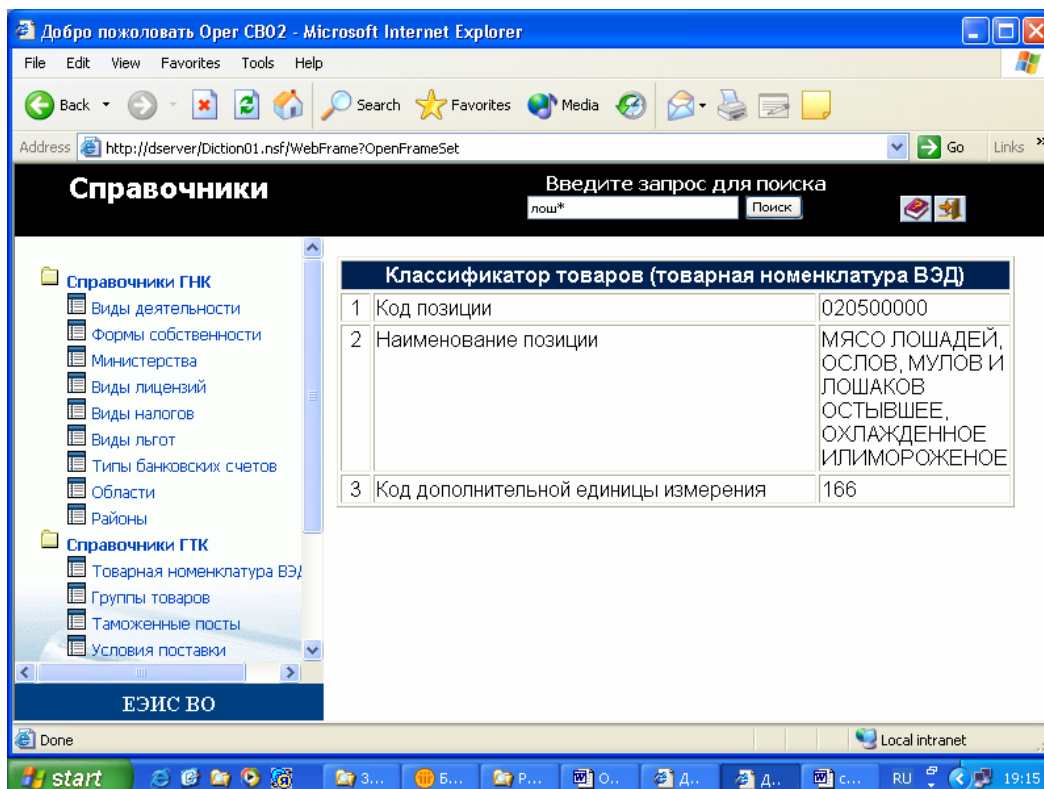 Добро пожоловать Oper CB02 - Microsoft Internet Explorer
File Edit View Favorites Tools Help
Back Search Favorites Media
Address http://dserver/Diction01.nsf/WebFrame?OpenFrameSet Go Links »
Справочники
Введите запрос для поиска
лош* Поиск
Справочники ГНК
Виды деятельности
Формы собственности
Министерства
Виды лицензий
Виды налогов
Виды льгот
Типы банковских счетов
Области
Районы
Справочники ГТК
Товарная номенклатура ВЭД
Группы товаров
Таможенные посты
Условия поставки
ЕЭИС ВО
Классификатор товаров (товарная номенклатура ВЭД)
1 Код позиции 020500000
2 Наименование позиции МЯСО ЛОШАДЕЙ,
ОСЛОВ, МУЛОВ И
ЛОШАКОВ
ОСТЫВШЕЕ,
ОХЛАЖДЕННОЕ
ИЛИМОРОЖЕНОЕ
3 Код дополнительной единицы измерения 166
Done Local intranet
start З... Б... Р... О.. Д.. Д.. с... RU 19:15